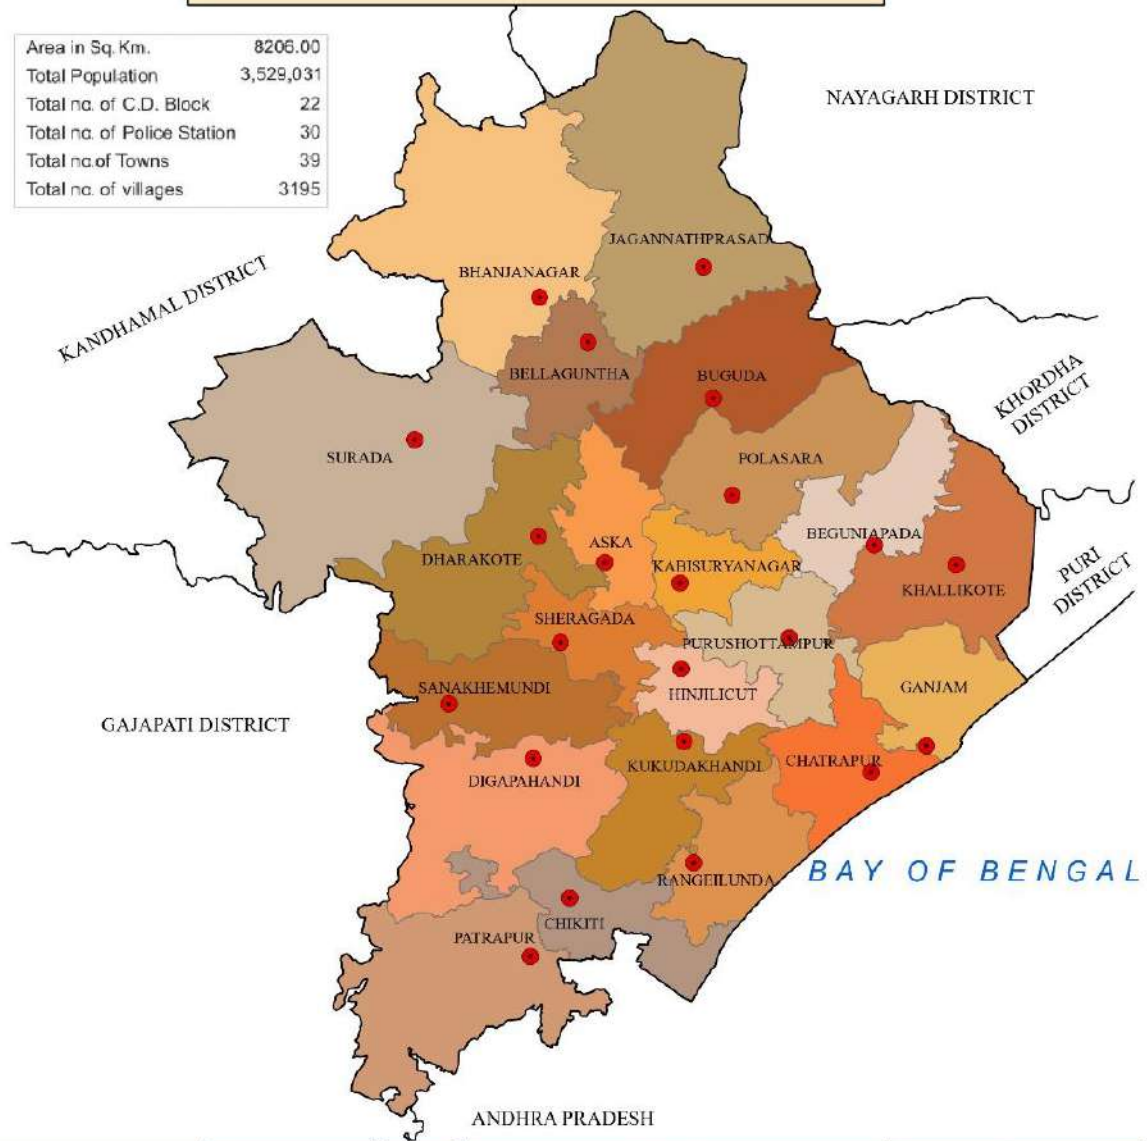 Area in Sq. Km. 8206.00
Total Population 3,529,031
Total no. of C.D. Block 22
Total no. of Police Station 30
Total no.of Towns 39
Total no. of villages 3195
NAYAGARH DISTRICT
JAGANNATHPRASAD
BHANJANAGAR
KANDHAMAL DISTRICT
BELLAGUNTHA
BUGUDA
KHORDHA
DISTRICT
SURADA
POLASARA
BEGUNIAPADA
ASKA
DHARAKOTE
KABISURYANAGAR
PURI
DISTRICT
KHALLIKOTE
SHERAGADA
PURUSHOTTAMPUR
SANAKHEMUNDI
HINJILICUT
GANJAM
GAJAPATI DISTRICT
CHATRAPUR
KUKUDAKHANDI
DIGAPAHANDI
BAY OF BENGAL
RANGEILUNDA
CHIKITI
PATRAPUR
ANDHRA PRADESH